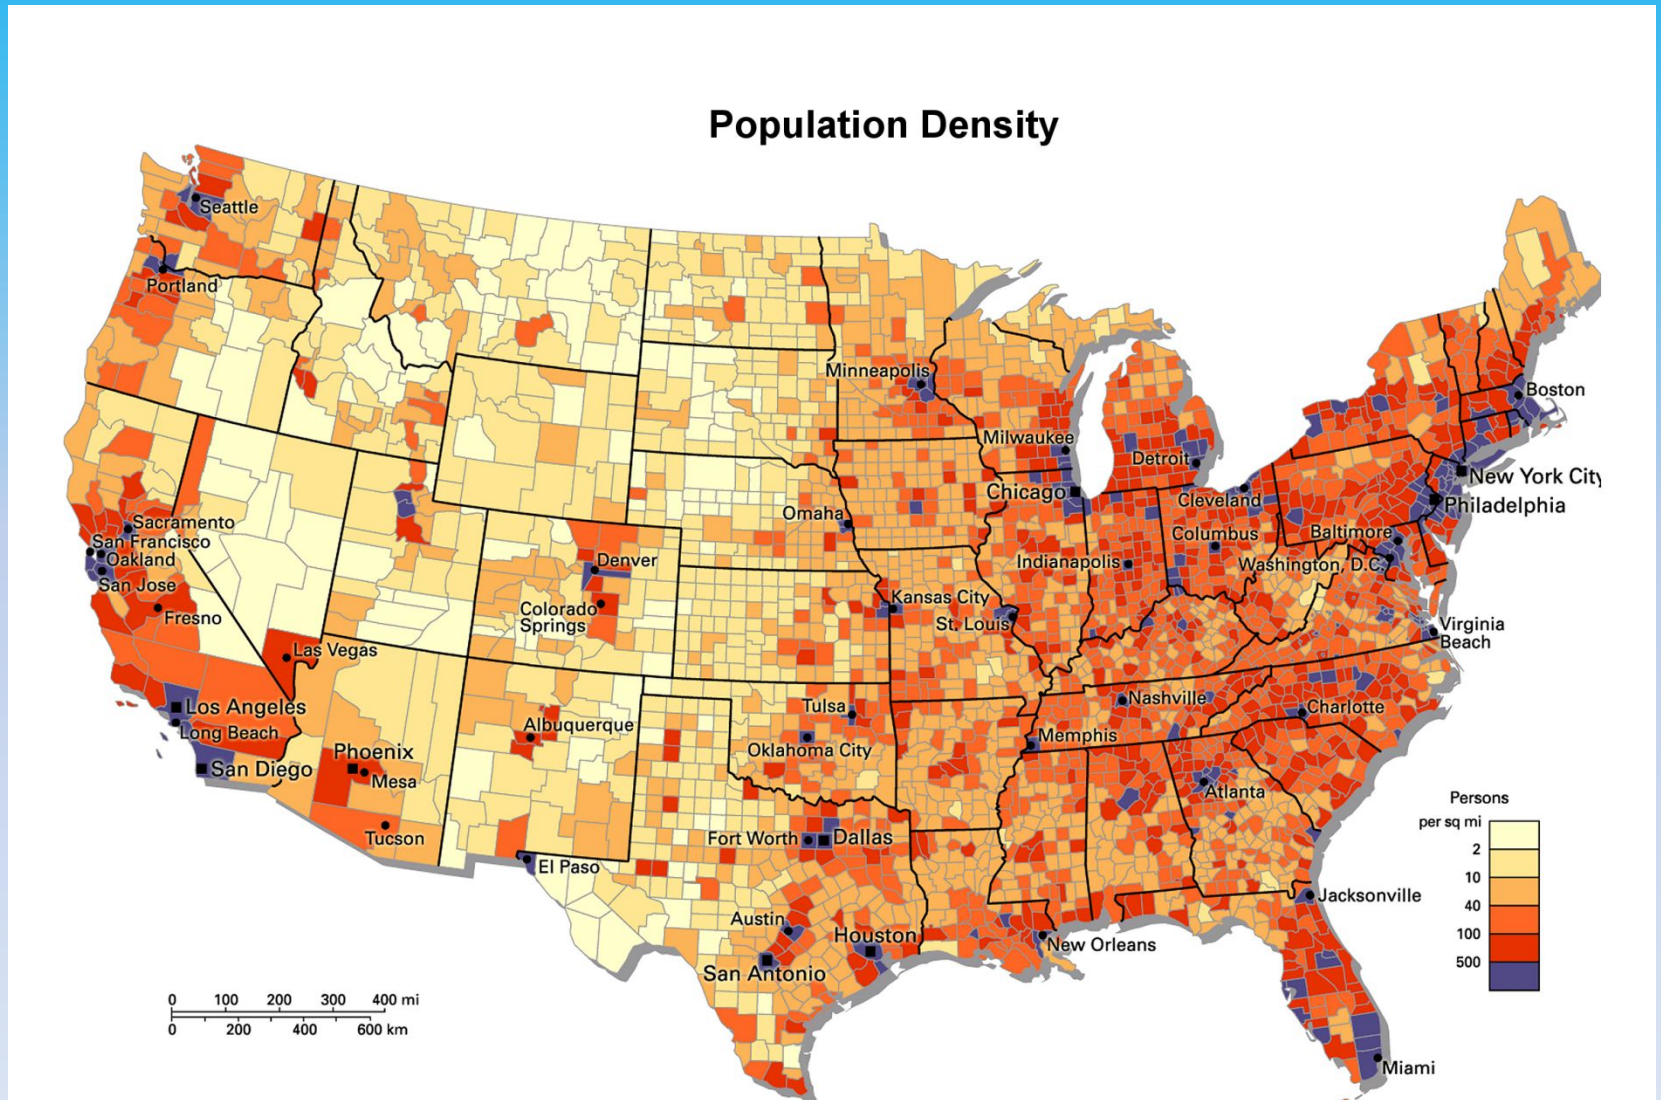 Population Density
Seattle
Portland
Minneapolis
Boston
Milwaukee
Detroit
Chicago
New York City
Cleveland
Philadelphia
Omaha
Sacramento
San Francisco
Oakland
San Jose
Columbus
Baltimore
Denver
Indianapolis
Washington, D.C.
Colorado
Springs
Kansas City
St. Louis
Fresno
Virginia
Beach
Las Vegas
Los Angeles
Long Beach
Tulsa
Nashville
Charlotte
Albuquerque
Oklahoma City
Memphis
Phoenix
San Diego
Mesa
Atlanta
Tucson
Fort Worth
Dallas
El Paso
Persons
per sq mi
2
10
40
100
500
Jacksonville
Austin
Houston
New Orleans
San Antonio
0 100 200 300 400 mi
0 200 400 600 km
Miami